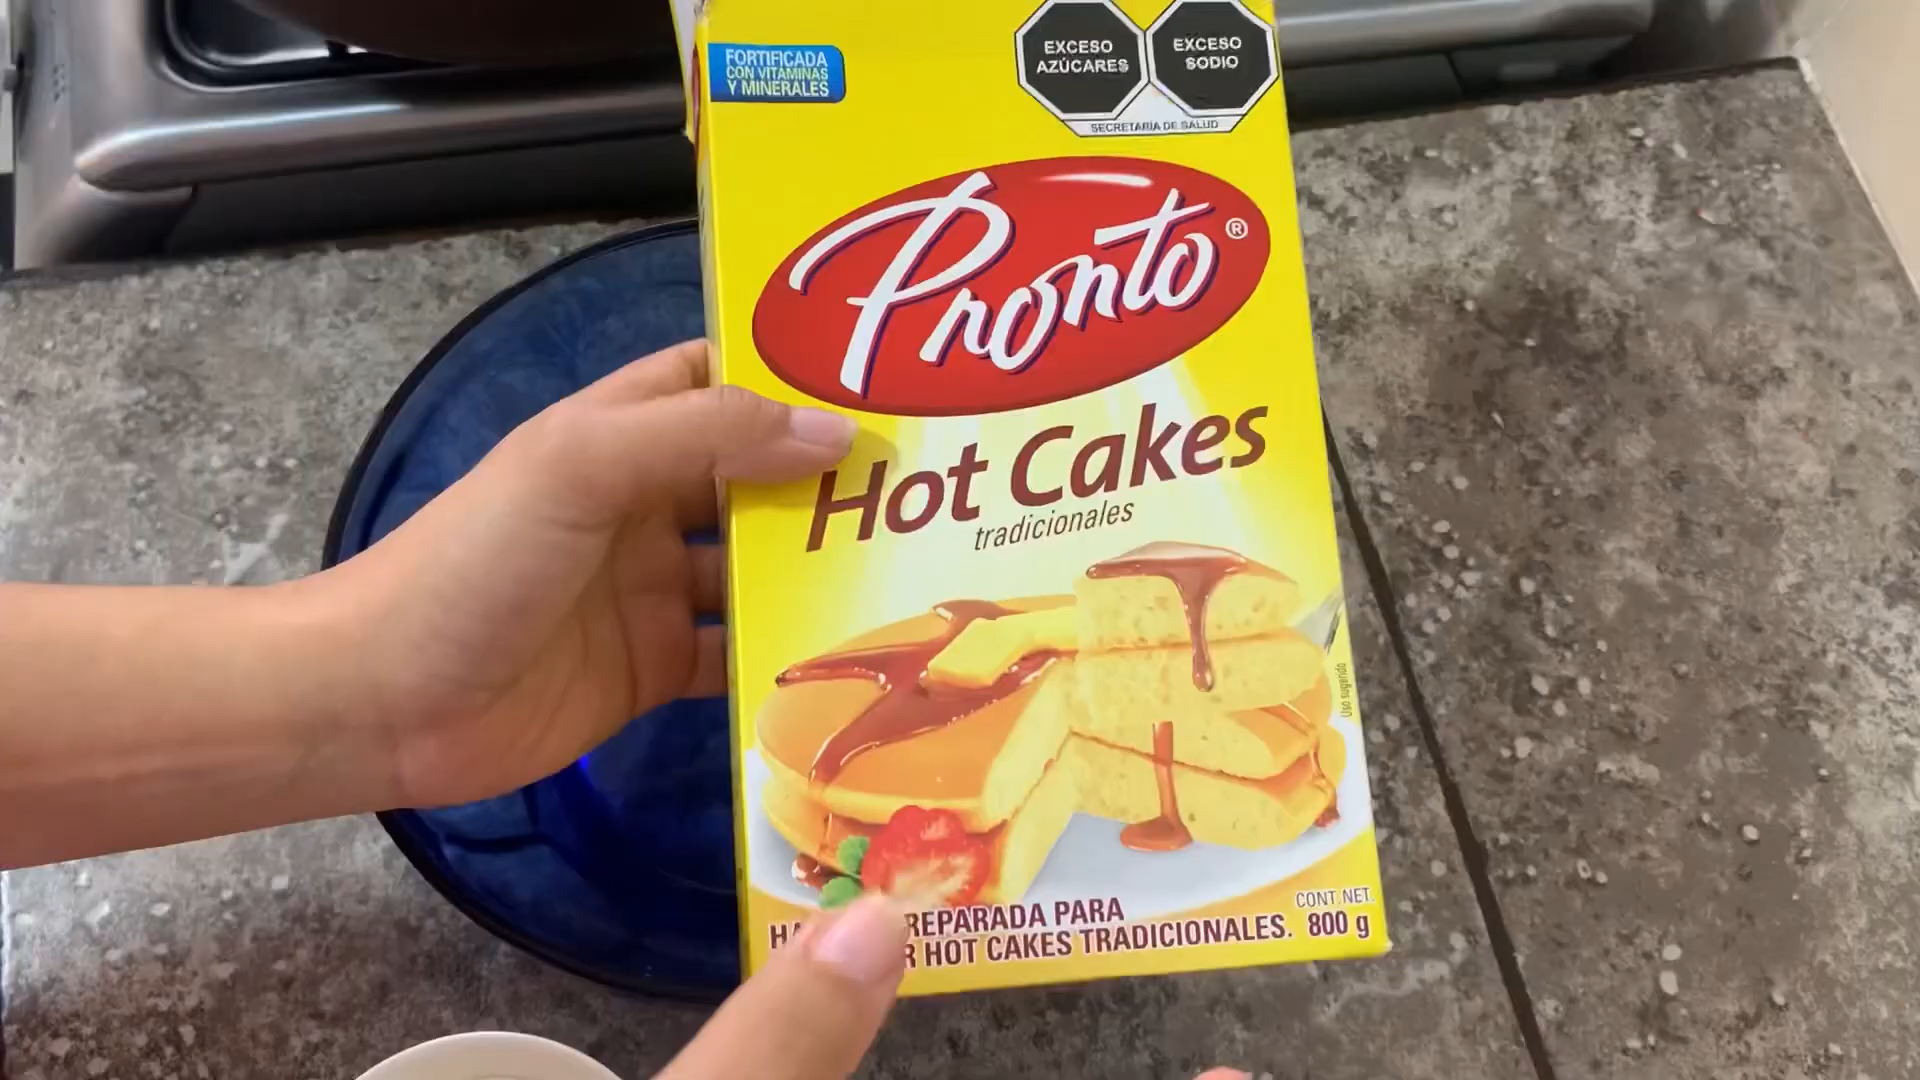 FORTIFICADA
CON VITAMINAS
Y MINERALES
EXCESO
AZÚCARES
EXCESO
SODIO
SECRETARÍA DE SALUD
Pronto®
Hot Cakes
tradicionales
Uso sugerido
CONT. NET.
800 g
REPARADA PARA
HOT CAKES TRADICIONALES.